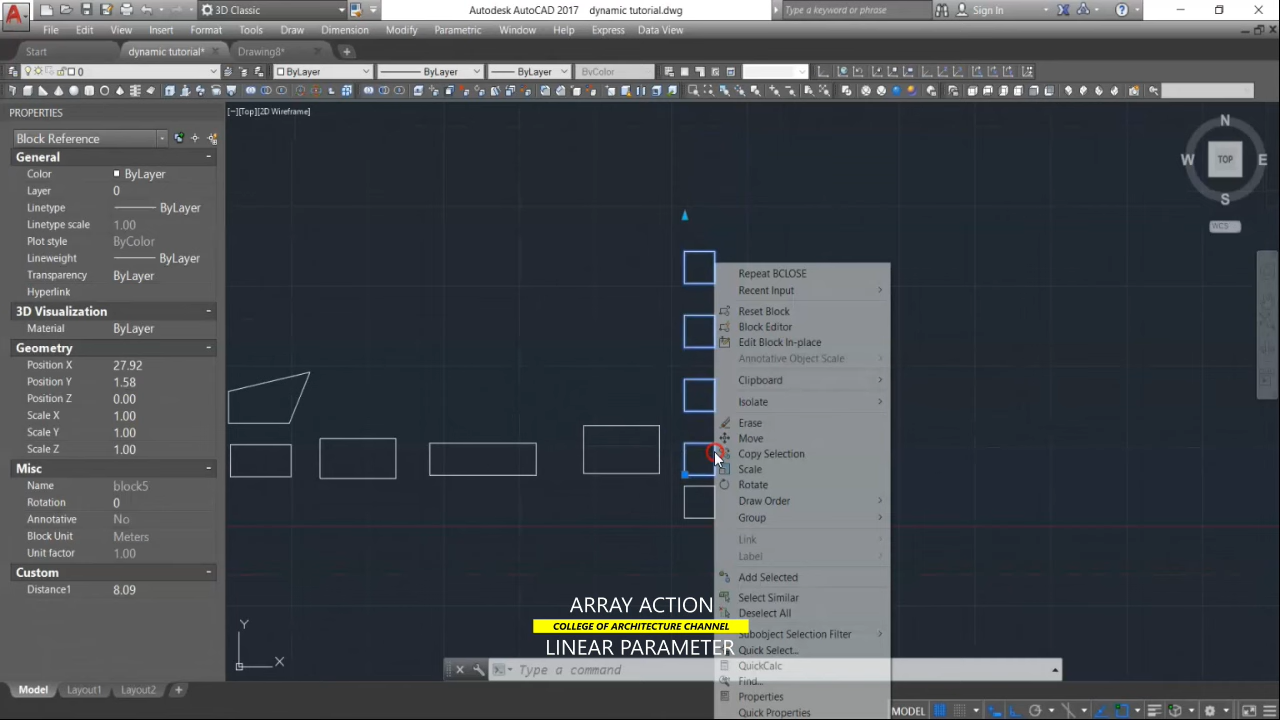 3D Classic
Autodesk AutoCAD 2017 dynamic tutorial.dwg
Type a keyword or phrase
Sign In
File Edit View Insert Format Tools Draw Dimension Modify Parametric Window Help Express Data View
Start
dynamic tutorial*
Drawing8*
0
ByLayer
ByLayer
ByLayer
ByColor
PROPERTIES
Block Reference
General
Color ByLayer
Layer 0
Linetype ByLayer
Linetype scale 1.00
Plot style ByColor
Lineweight ByLayer
Transparency ByLayer
Hyperlink
3D Visualization
Material ByLayer
Geometry
Position X 27.92
Position Y 1.58
Position Z 0.00
Scale X 1.00
Scale Y 1.00
Scale Z 1.00
Misc
Name block5
Rotation 0
Annotative No
Block Unit Meters
Unit factor 1.00
Custom
Distance1 8.09
[−][Top][2D Wireframe]
N
W TOP E
S
WCS
Repeat BCLOSE
Recent Input
Reset Block
Block Editor
Edit Block In-place
Annotative Object Scale
Clipboard
Isolate
Erase
Move
Copy Selection
Scale
Rotate
Draw Order
Group
Link
Label
Add Selected
Select Similar
Deselect All
Subobject Selection Filter
Quick Select...
QuickCalc
Find...
Properties
Quick Properties
ARRAY ACTION
COLLEGE OF ARCHITECTURE CHANNEL
LINEAR PARAMETER
Y
X
Type a command
Model Layout1 Layout2 +
MODEL